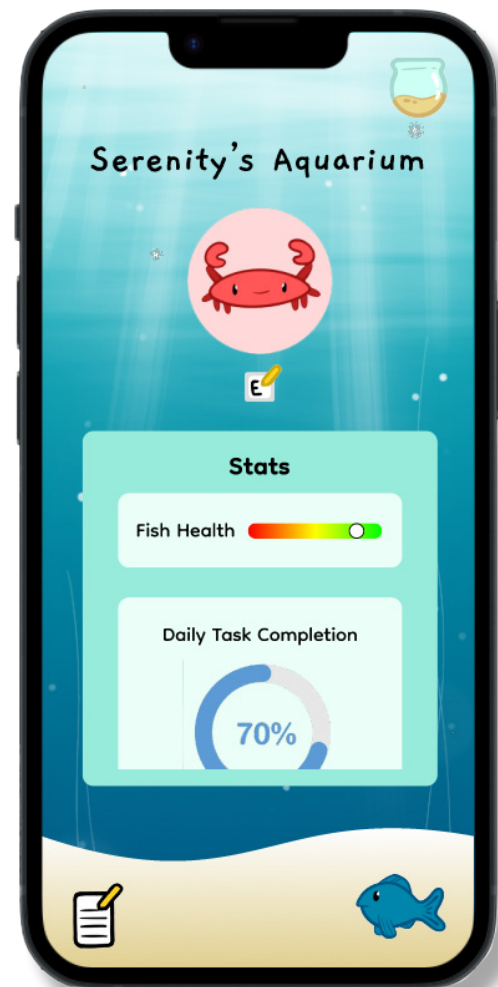 Serenity's Aquarium
E
Stats
Fish Health
Daily Task Completion
70%